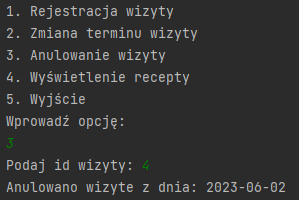 1. Rejestracja wizyty
2. Zmiana terminu wizyty
3. Anulowanie wizyty
4. Wyświetlenie recepty
5. Wyjście
Wprowadź opcję:
3
Podaj id wizyty: 4
Anulowano wizyte z dnia: 2023-06-02